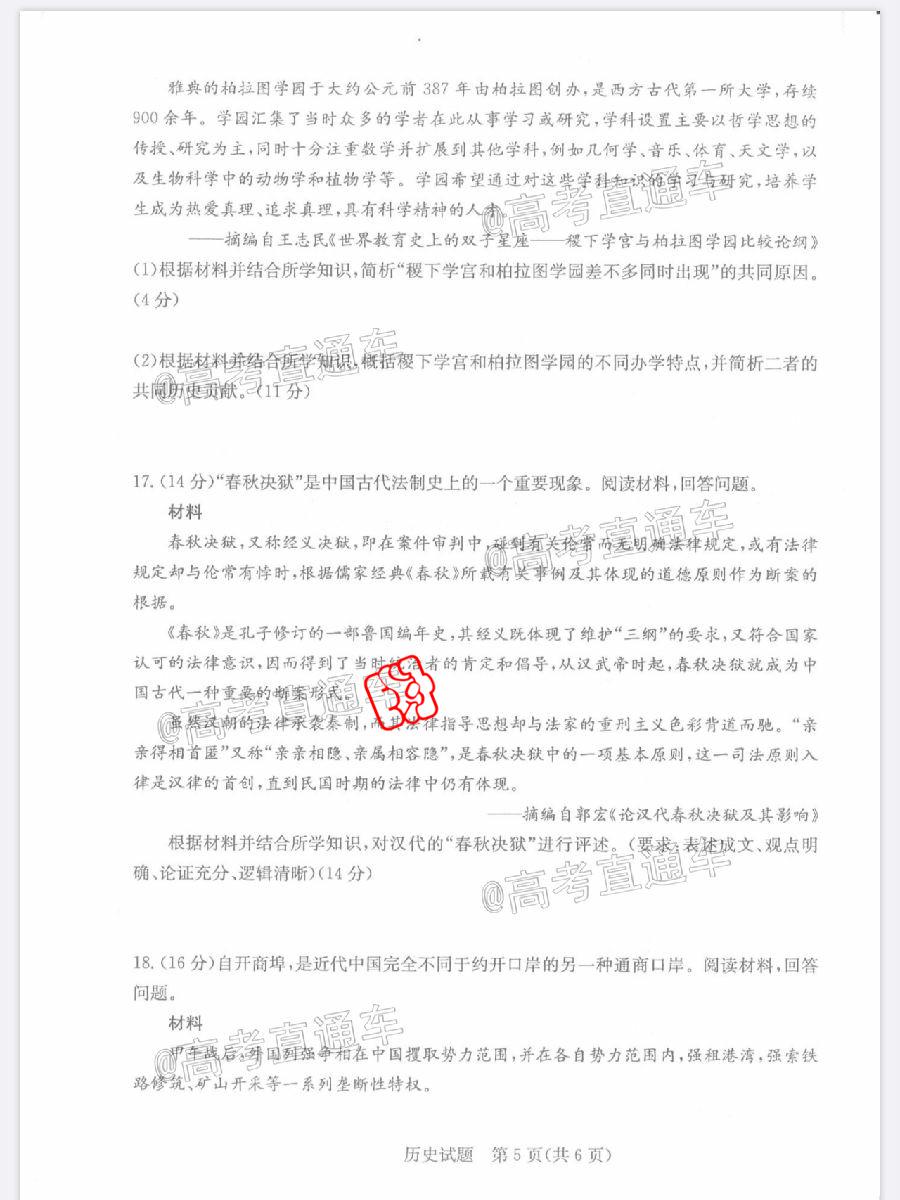 雅典的柏拉图学园于大约公元前 387 年由柏拉图创办,是西方古代第一所大学,存续
900 余年。学园汇集了当时众多的学者在此从事学习或研究,学科设置主要以哲学思想的
传授、研究为主,同时十分注重数学并扩展到其他学科,例如几何学、音乐、体育、天文学,以
及生物科学中的动物学和植物学等。学园希望通过对这些学科知识的学习与研究,培养学
生成为热爱真理、追求真理,具有科学精神的人才。
@高考直通车
——摘编自王志民《世界教育史上的双子星座——稷下学宫与柏拉图学园比较论纲》
(1)根据材料并结合所学知识,简析“稷下学宫和柏拉图学园差不多同时出现”的共同原因。
(4 分)
(2)根据材料并结合所学知识,概括稷下学宫和柏拉图学园的不同办学特点,并简析二者的
@高考直通车
共同历史贡献。(11 分)
17.(14 分)“春秋决狱”是中国古代法制史上的一个重要现象。阅读材料,回答问题。
材料
@高考直通车
春秋决狱,又称经义决狱,即在案件审判中,碰到有关伦常而无明确法律规定,或有法律
规定却与伦常有悖时,根据儒家经典《春秋》所载有关事例及其体现的道德原则作为断案的
根据。
《春秋》是孔子修订的一部鲁国编年史,其经义既体现了维护“三纲”的要求,又符合国家
认可的法律意识,因而得到了当时统治者的肯定和倡导,从汉武帝时起,春秋决狱就成为中
国古代一种重要的断案形式。
@高考直通车
虽然汉朝的法律承袭秦制,而其法律指导思想却与法家的重刑主义色彩背道而驰。“亲
亲得相首匿”又称“亲亲相隐、亲属相容隐”,是春秋决狱中的一项基本原则,这一司法原则入
律是汉律的首创,直到民国时期的法律中仍有体现。
——摘编自郭宏《论汉代春秋决狱及其影响》
根据材料并结合所学知识,对汉代的“春秋决狱”进行评述。(要求:表述成文、观点明
确、论证充分、逻辑清晰)(14 分)
@高考直通车
18.(16 分)自开商埠,是近代中国完全不同于约开口岸的另一种通商口岸。阅读材料,回答
问题。
材料
@高考直通车
甲午战后,外国列强争相在中国攫取势力范围,并在各自势力范围内,强租港湾,强索铁
路修筑、矿山开采等一系列垄断性特权。
历史试题 第 5 页(共 6 页)